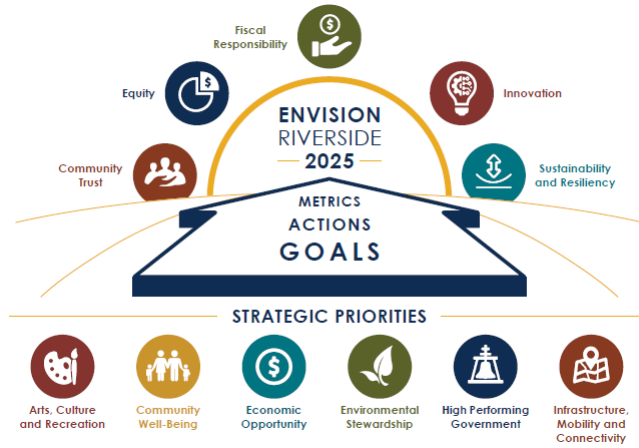 Fiscal
Responsibility
$
Equity
$
Innovation
ENVISION
RIVERSIDE
2025
Community
Trust
Sustainability
and Resiliency
METRICS
ACTIONS
GOALS
STRATEGIC PRIORITIES
$
Arts, Culture
and Recreation
Community
Well-Being
Economic
Opportunity
Environmental
Stewardship
High Performing
Government
Infrastructure,
Mobility and
Connectivity